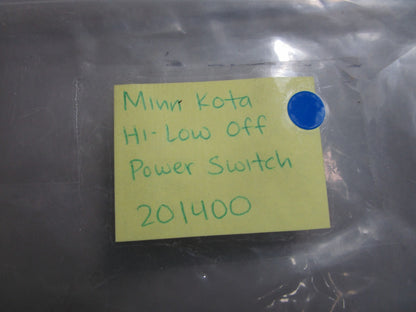 Minn Kota
Hi-Low Off
Power Switch
201400